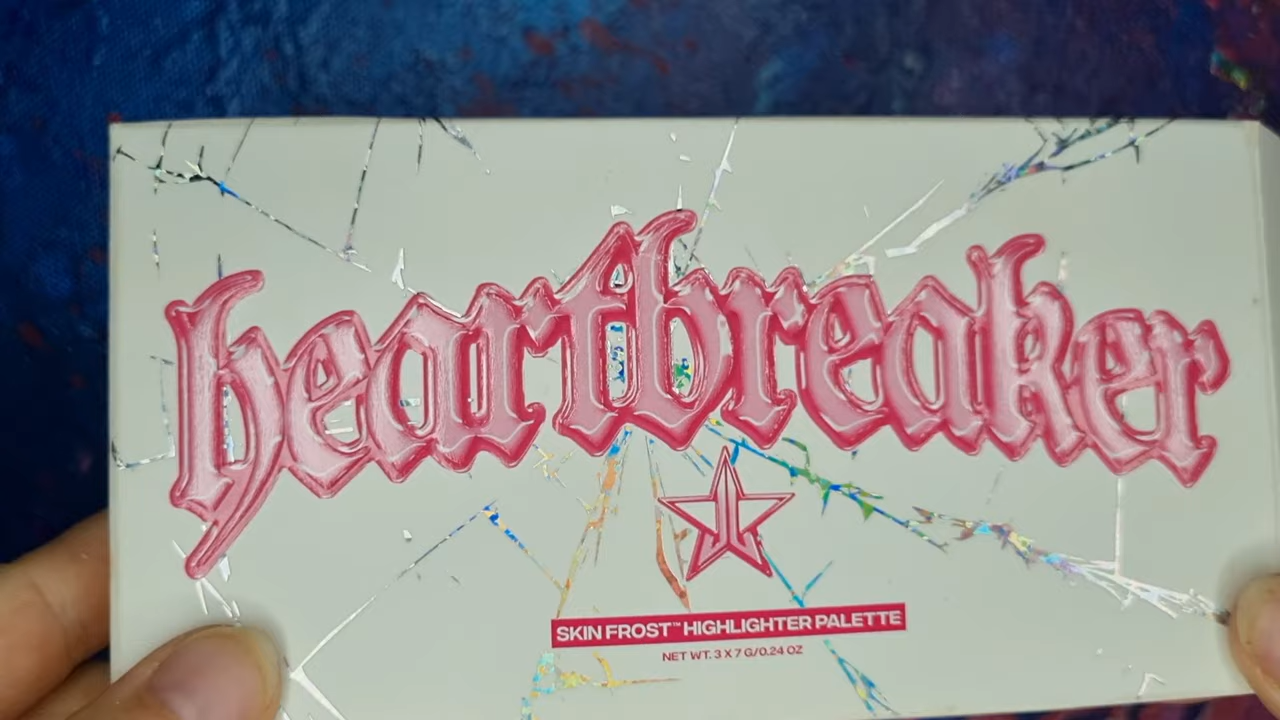 heartbreaker
SKIN FROST™ HIGHLIGHTER PALETTE
NET WT. 3 X 7 G/0.24 OZ